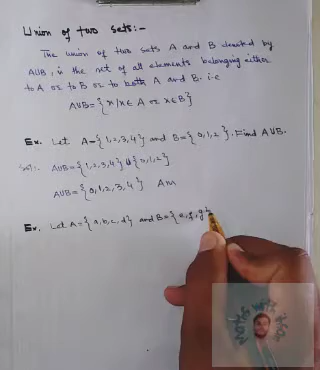 Union of two sets:-
The union of two sets A and B denoted by
A∪B, is the set of all elements belonging either
to A or to B or to both A and B. i.e
A∪B={x/x∈A or x∈B}
Ex. Let A={1,2,3,4} and B={0,1,2}. Find A∪B.
Sol:- A∪B={1,2,3,4}∪{0,1,2}
A∪B={0,1,2,3,4} Ans
Ex. Let A={a,b,c,d} and B={e,f,g
notes with